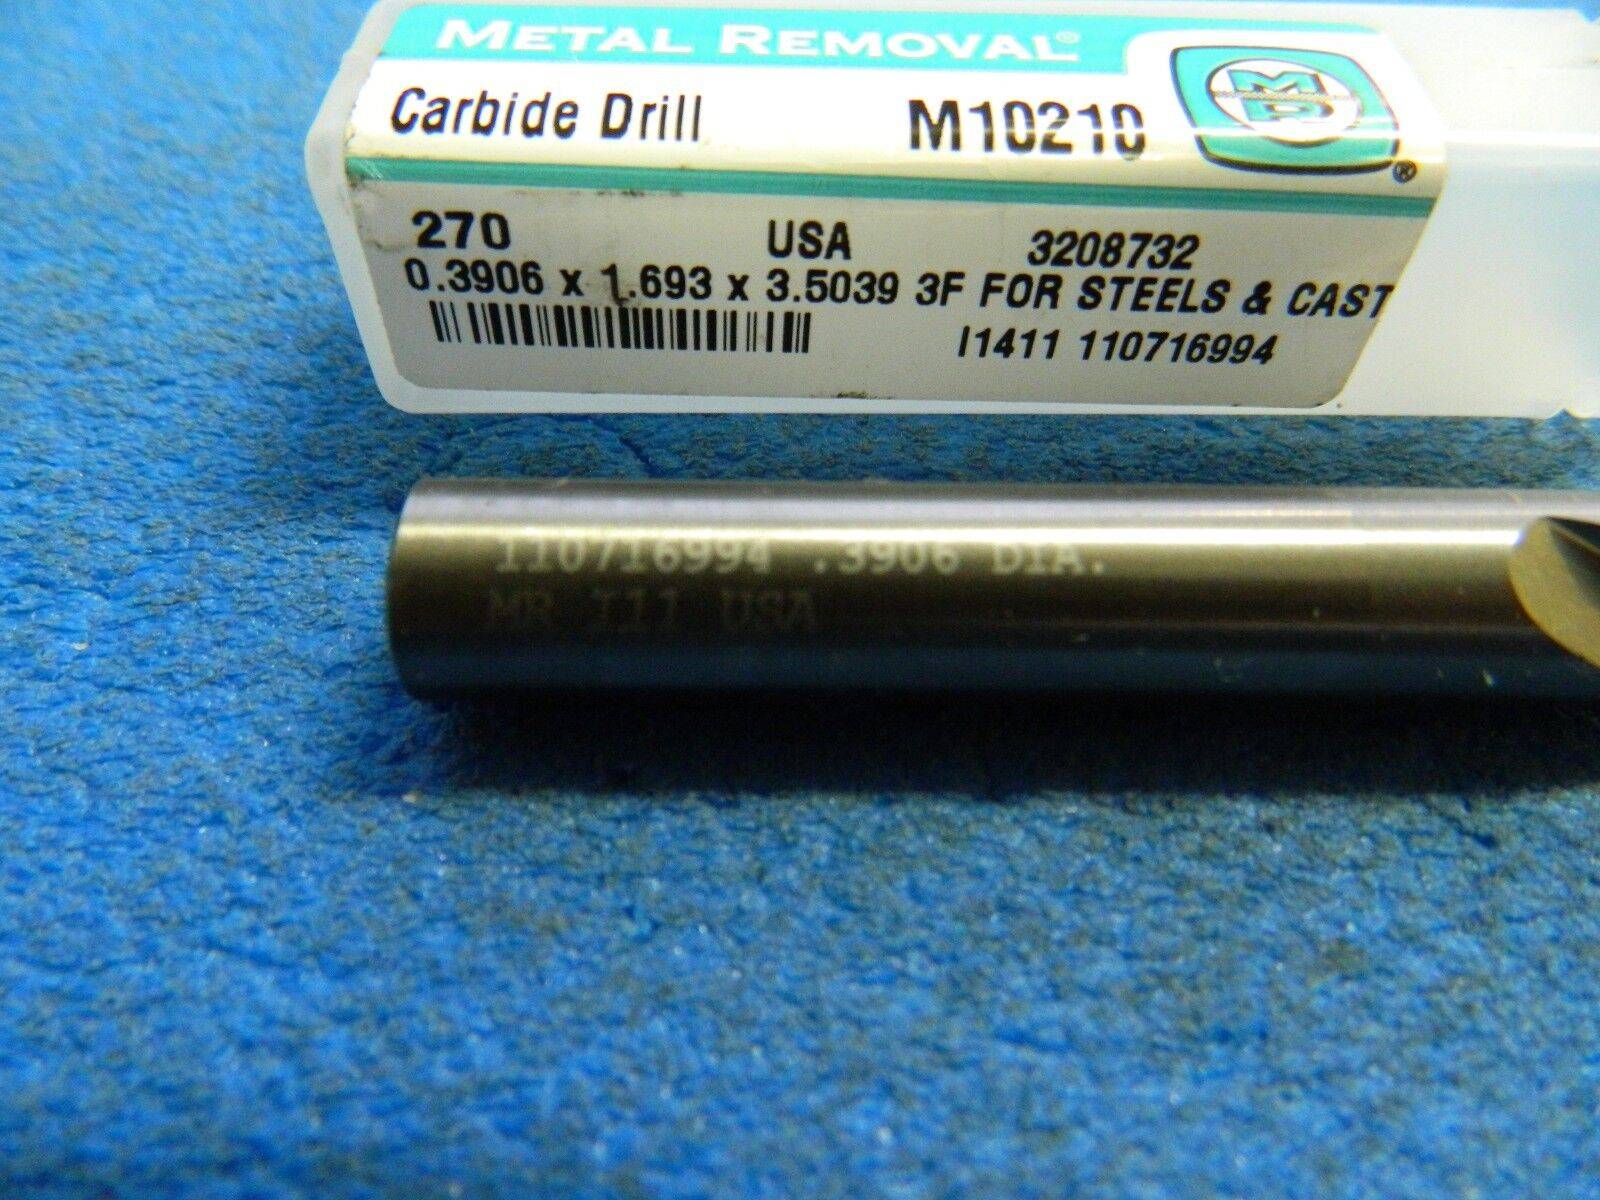 METAL REMOVAL®
Carbide Drill M10210
MR
®
270 USA 3208732
0.3906 x 1.693 x 3.5039 3F FOR STEELS & CAST
I1411 110716994
110716994 .3906 DIA.
MR I11 USA